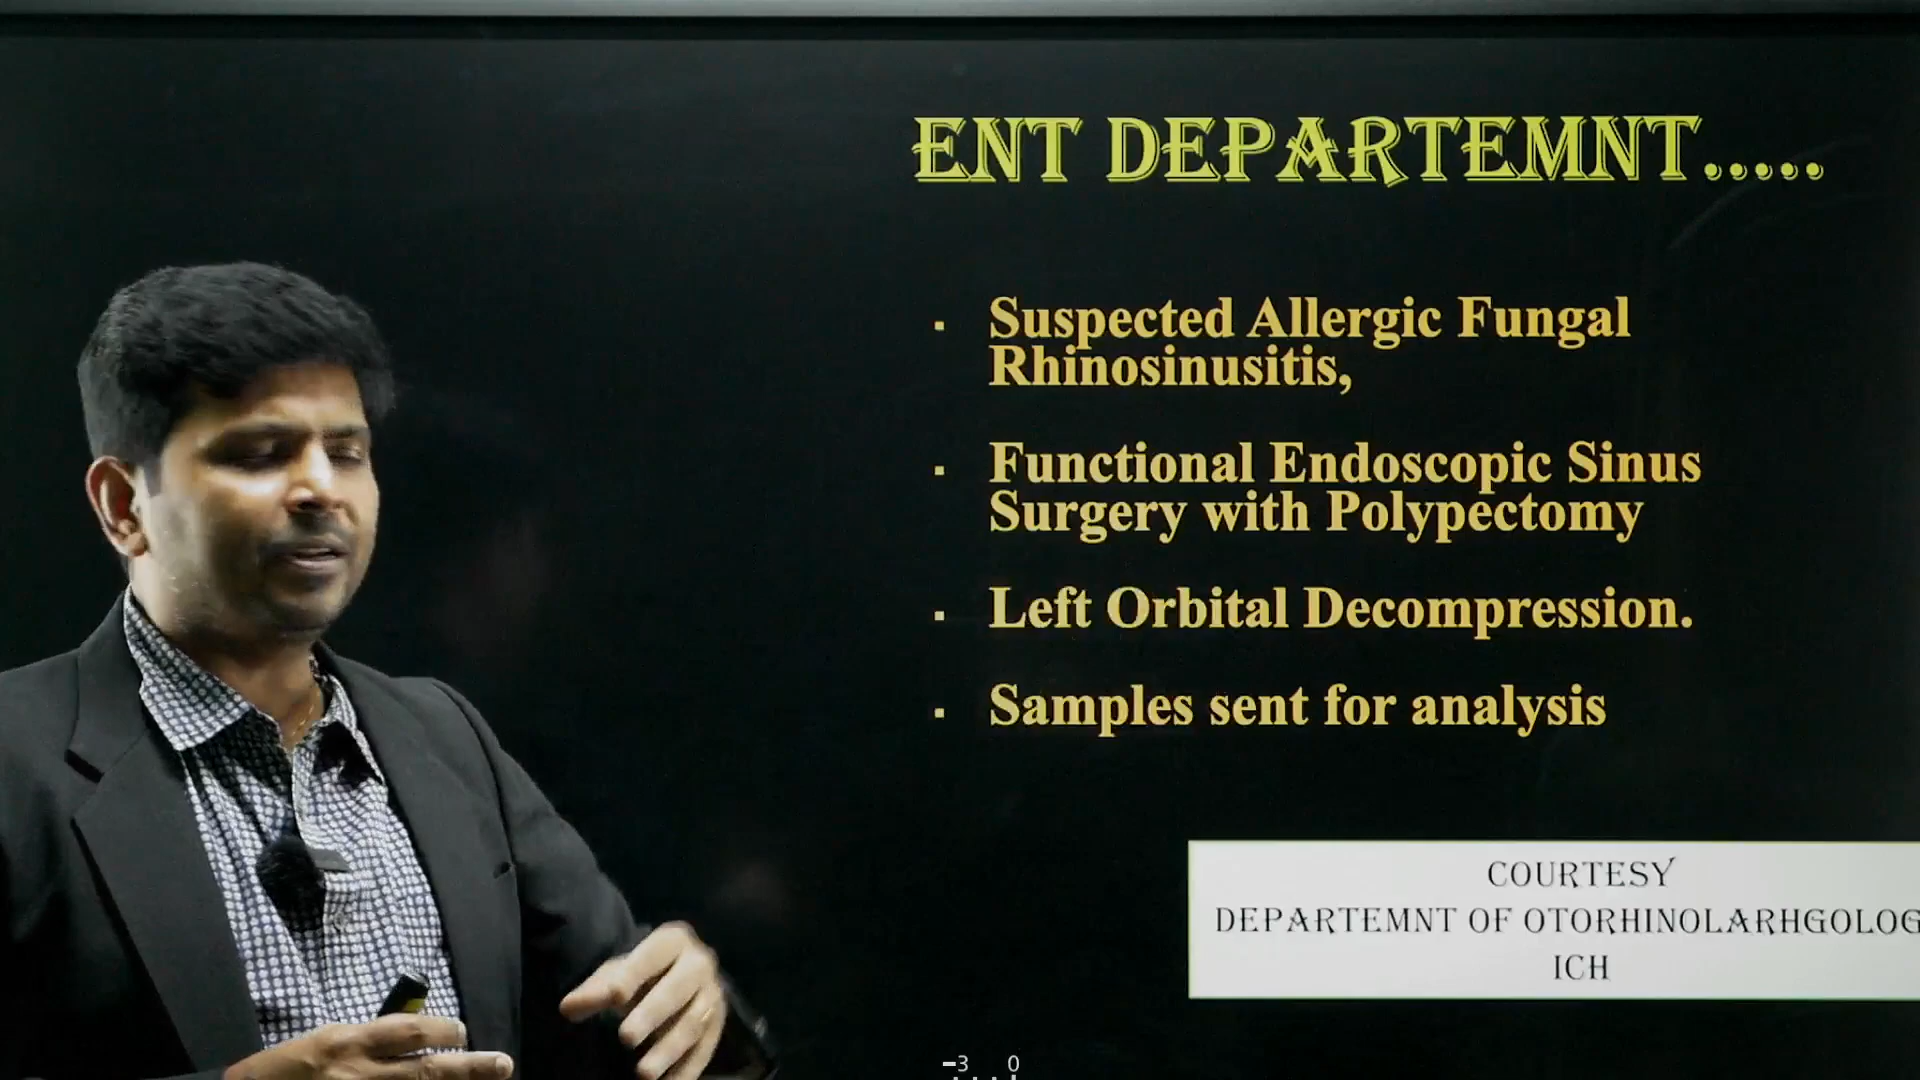 ENT DEPARTEMNT.....
▪ Suspected Allergic Fungal
Rhinosinusitis,
▪ Functional Endoscopic Sinus
Surgery with Polypectomy
▪ Left Orbital Decompression.
▪ Samples sent for analysis
COURTESY
DEPARTEMNT OF OTORHINOLARHGOLOG
ICH
-3 0